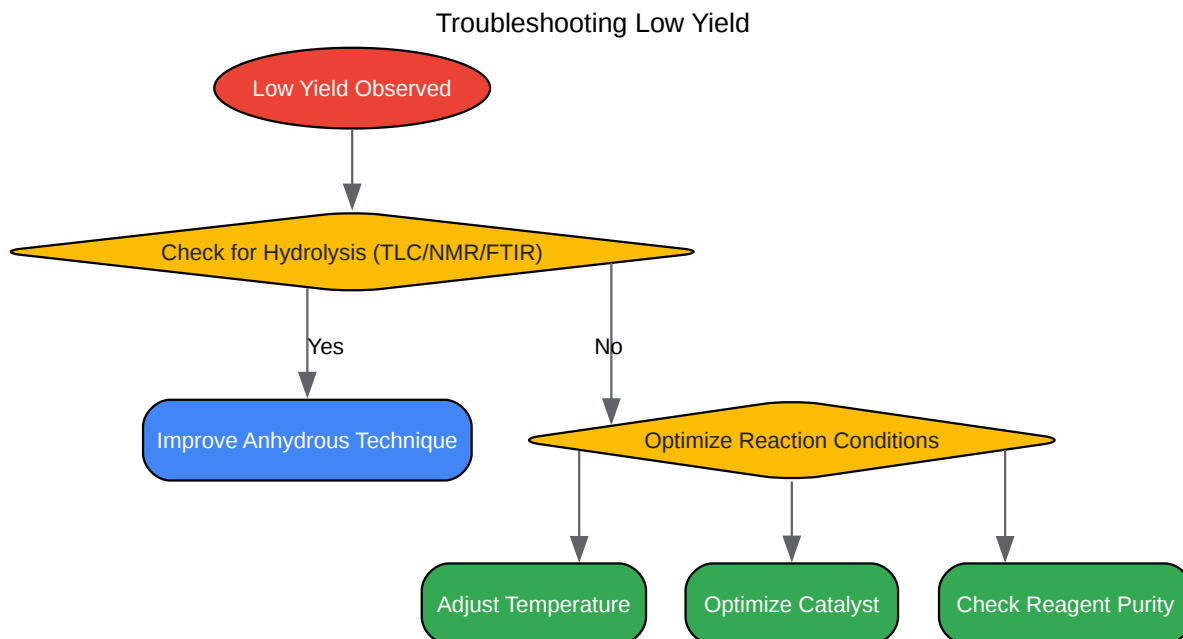 Troubleshooting Low Yield
Low Yield Observed
Check for Hydrolysis (TLC/NMR/FTIR)
Yes
No
Improve Anhydrous Technique
Optimize Reaction Conditions
Adjust Temperature
Optimize Catalyst
Check Reagent Purity